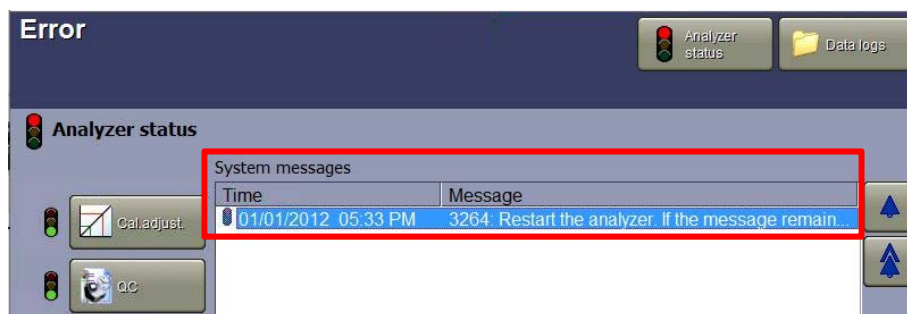 Error
Analyzer
status
Data logs
Analyzer status
System messages
Time Message
01/01/2012 05:33 PM 3264: Restart the analyzer. If the message remain...
Cal.adjust.
QC